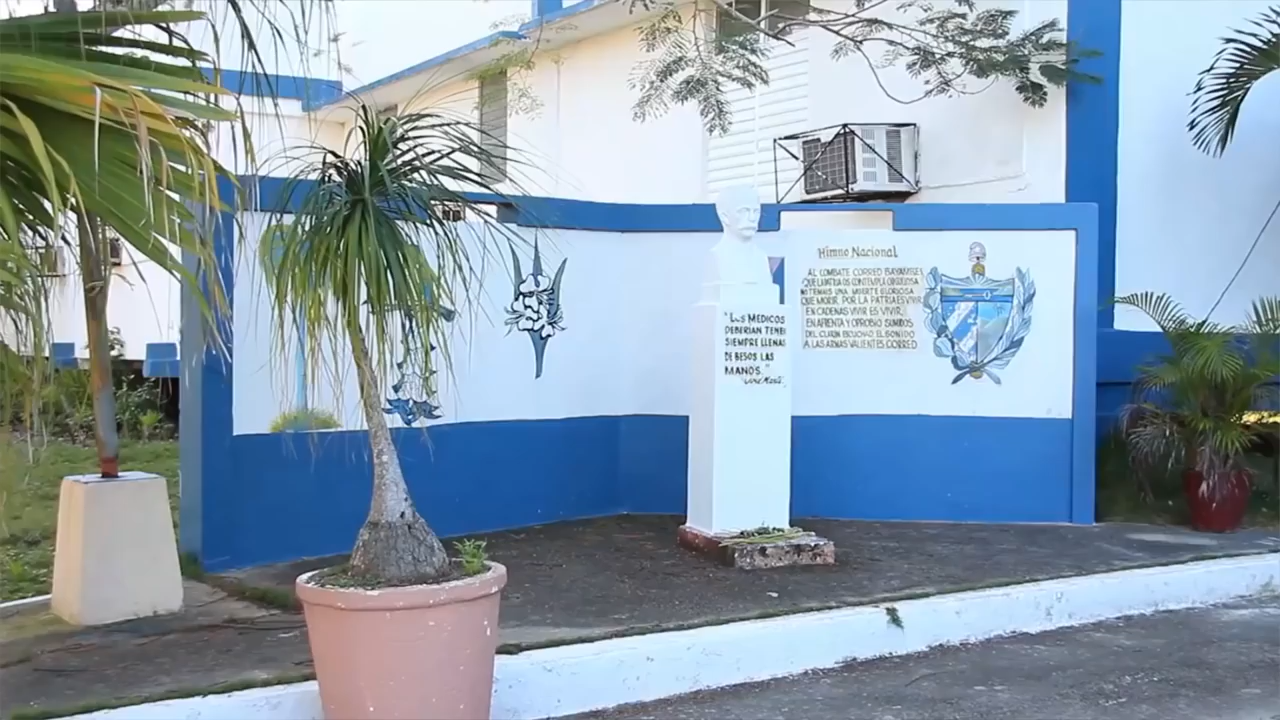 "Los MEDICOS
DEBERIAN TENER
SIEMPRE LLENAS
DE BESOS LAS
MANOS."
José Martí
Himno Nacional
AL COMBATE CORRED BAYAMESES
QUE LA PATRIA OS CONTEMPLA ORGULLOSA
NO TEMAIS UNA MUERTE GLORIOSA
QUE MORIR POR LA PATRIA ES VIVIR
EN CADENAS VIVIR ES VIVIR,
EN AFRENTA Y OPROBIO SUMIDOS
DEL CLARIN ESCUCHAD EL SONIDO
A LAS ARMAS VALIENTES CORRED